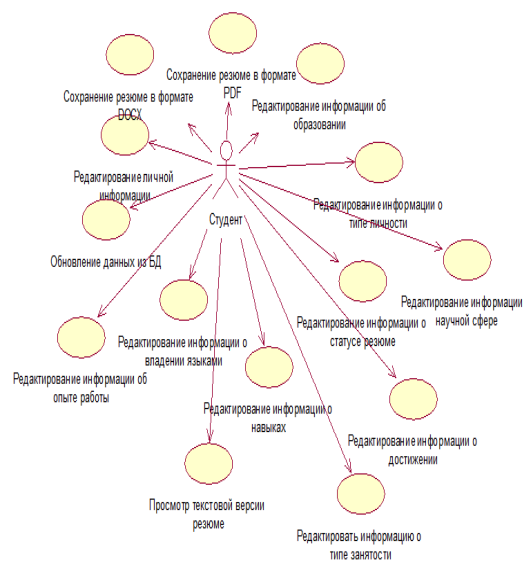 Сохранение резюме в формате
PDF
Сохранение резюме в формате
DOCX
Редактирование информации об
образовании
Редактирование личной
информации
Редактирование информации о
типе личности
Студент
Обновление данных из БД
Редактирование информации
научной сфере
Редактирование информации о
статусе резюме
Редактирование информации о
владении языками
Редактирование информации об
опыте работы
Редактирование информации о
навыках
Редактирование информации о
достижении
Просмотр текстовой версии
резюме
Редактировать информацию о
типе занятости